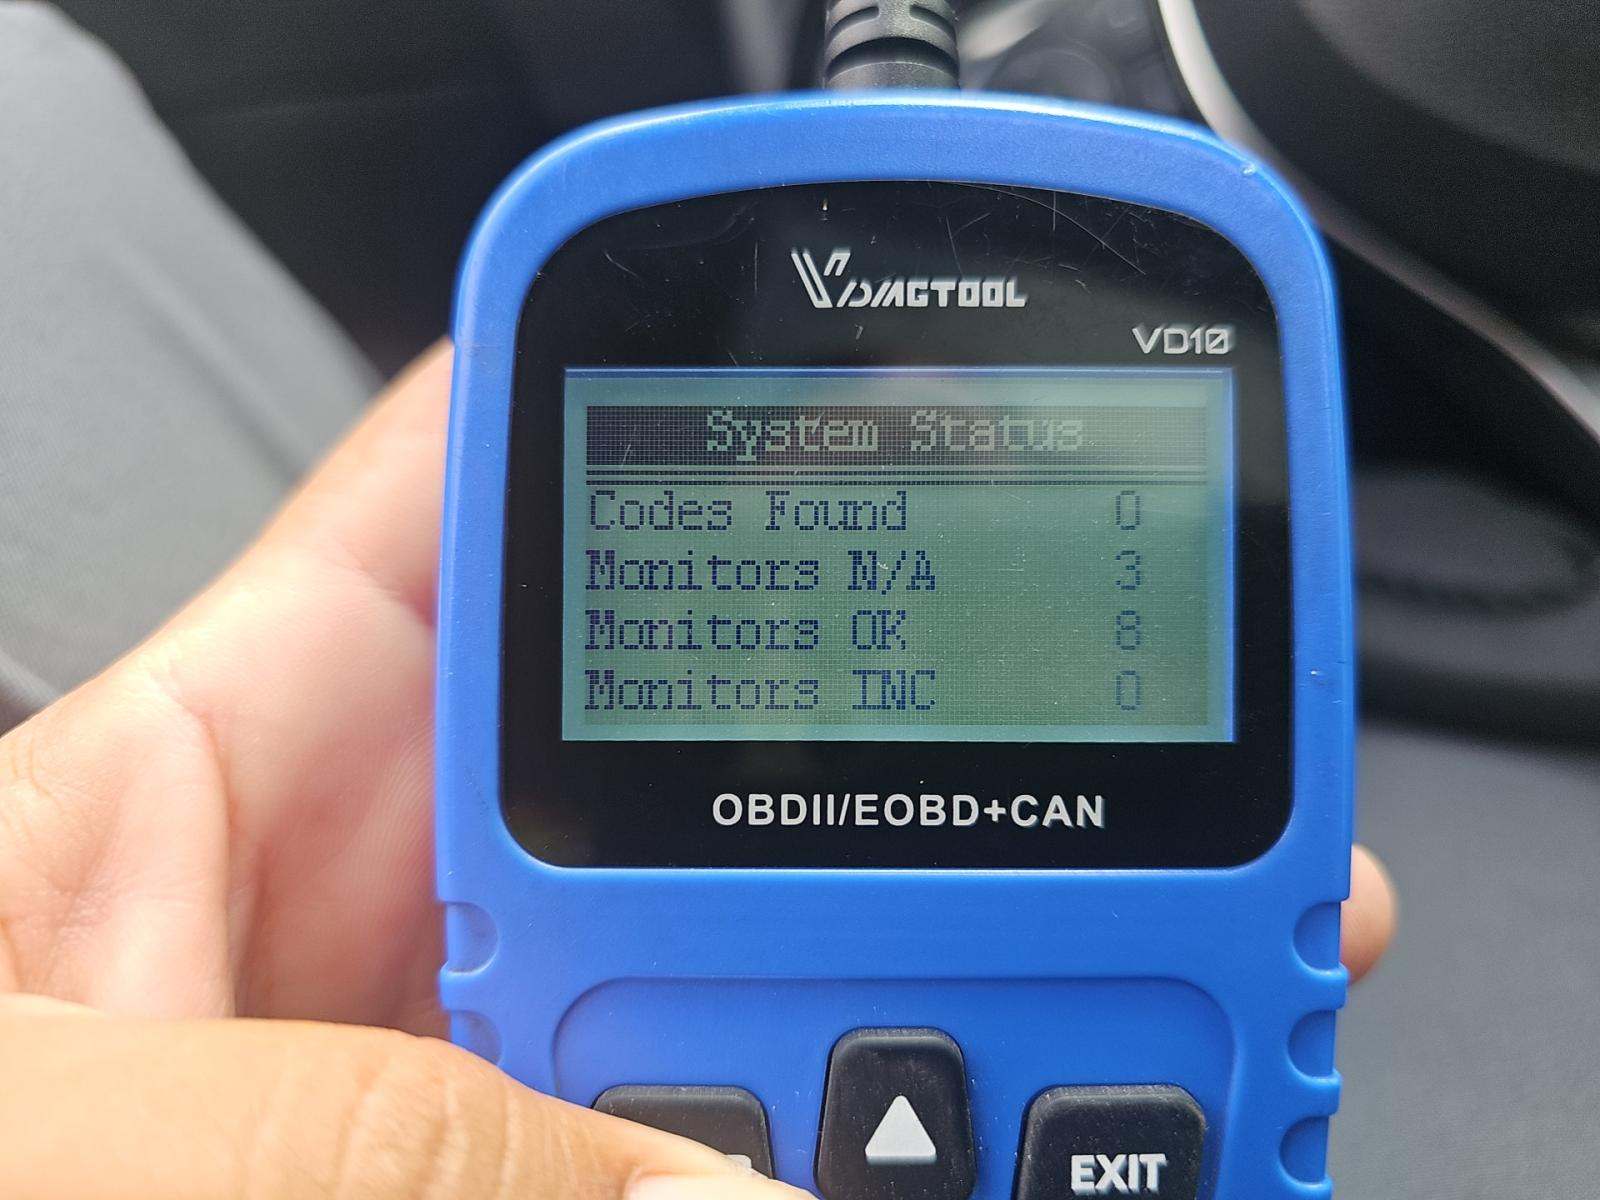 VDIAGTOOL
VD10
System Status
Codes Found 0
Monitors N/A 3
Monitors OK 8
Monitors INC 0
OBDII/EOBD+CAN
EXIT